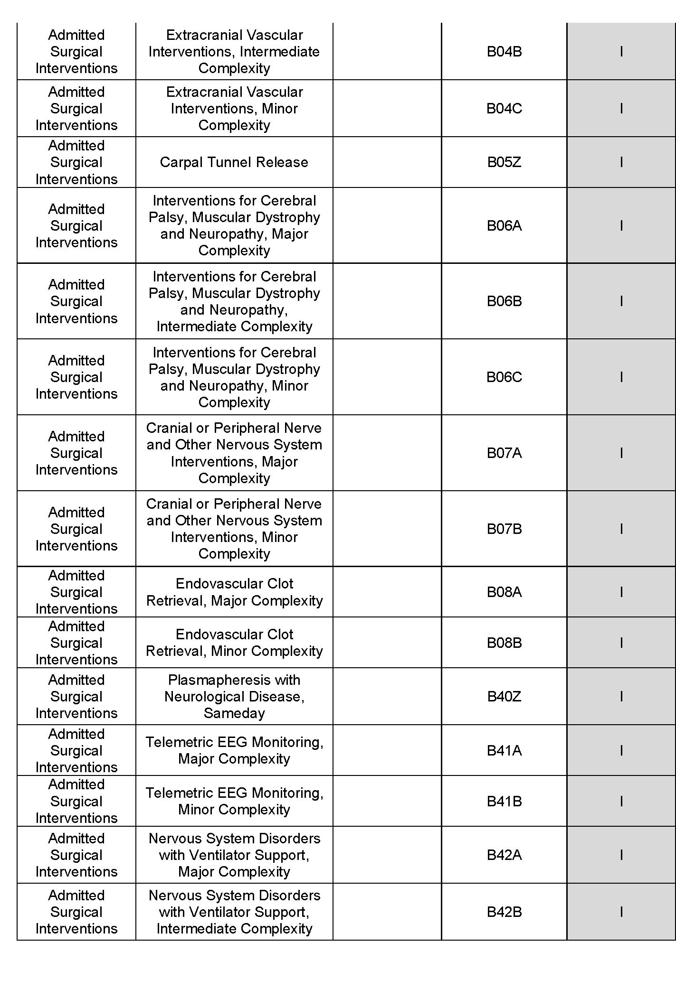 Admitted
Surgical
Interventions
Extracranial Vascular
Interventions, Intermediate
Complexity
B04B
I
Admitted
Surgical
Interventions
Extracranial Vascular
Interventions, Minor
Complexity
B04C
I
Admitted
Surgical
Interventions
Carpal Tunnel Release
B05Z
I
Admitted
Surgical
Interventions
Interventions for Cerebral
Palsy, Muscular Dystrophy
and Neuropathy, Major
Complexity
B06A
I
Admitted
Surgical
Interventions
Interventions for Cerebral
Palsy, Muscular Dystrophy
and Neuropathy,
Intermediate Complexity
B06B
I
Admitted
Surgical
Interventions
Interventions for Cerebral
Palsy, Muscular Dystrophy
and Neuropathy, Minor
Complexity
B06C
I
Admitted
Surgical
Interventions
Cranial or Peripheral Nerve
and Other Nervous System
Interventions, Major
Complexity
B07A
I
Admitted
Surgical
Interventions
Cranial or Peripheral Nerve
and Other Nervous System
Interventions, Minor
Complexity
B07B
I
Admitted
Surgical
Interventions
Endovascular Clot
Retrieval, Major Complexity
B08A
I
Admitted
Surgical
Interventions
Endovascular Clot
Retrieval, Minor Complexity
B08B
I
Admitted
Surgical
Interventions
Plasmapheresis with
Neurological Disease,
Sameday
B40Z
I
Admitted
Surgical
Interventions
Telemetric EEG Monitoring,
Major Complexity
B41A
I
Admitted
Surgical
Interventions
Telemetric EEG Monitoring,
Minor Complexity
B41B
I
Admitted
Surgical
Interventions
Nervous System Disorders
with Ventilator Support,
Major Complexity
B42A
I
Admitted
Surgical
Interventions
Nervous System Disorders
with Ventilator Support,
Intermediate Complexity
B42B
I